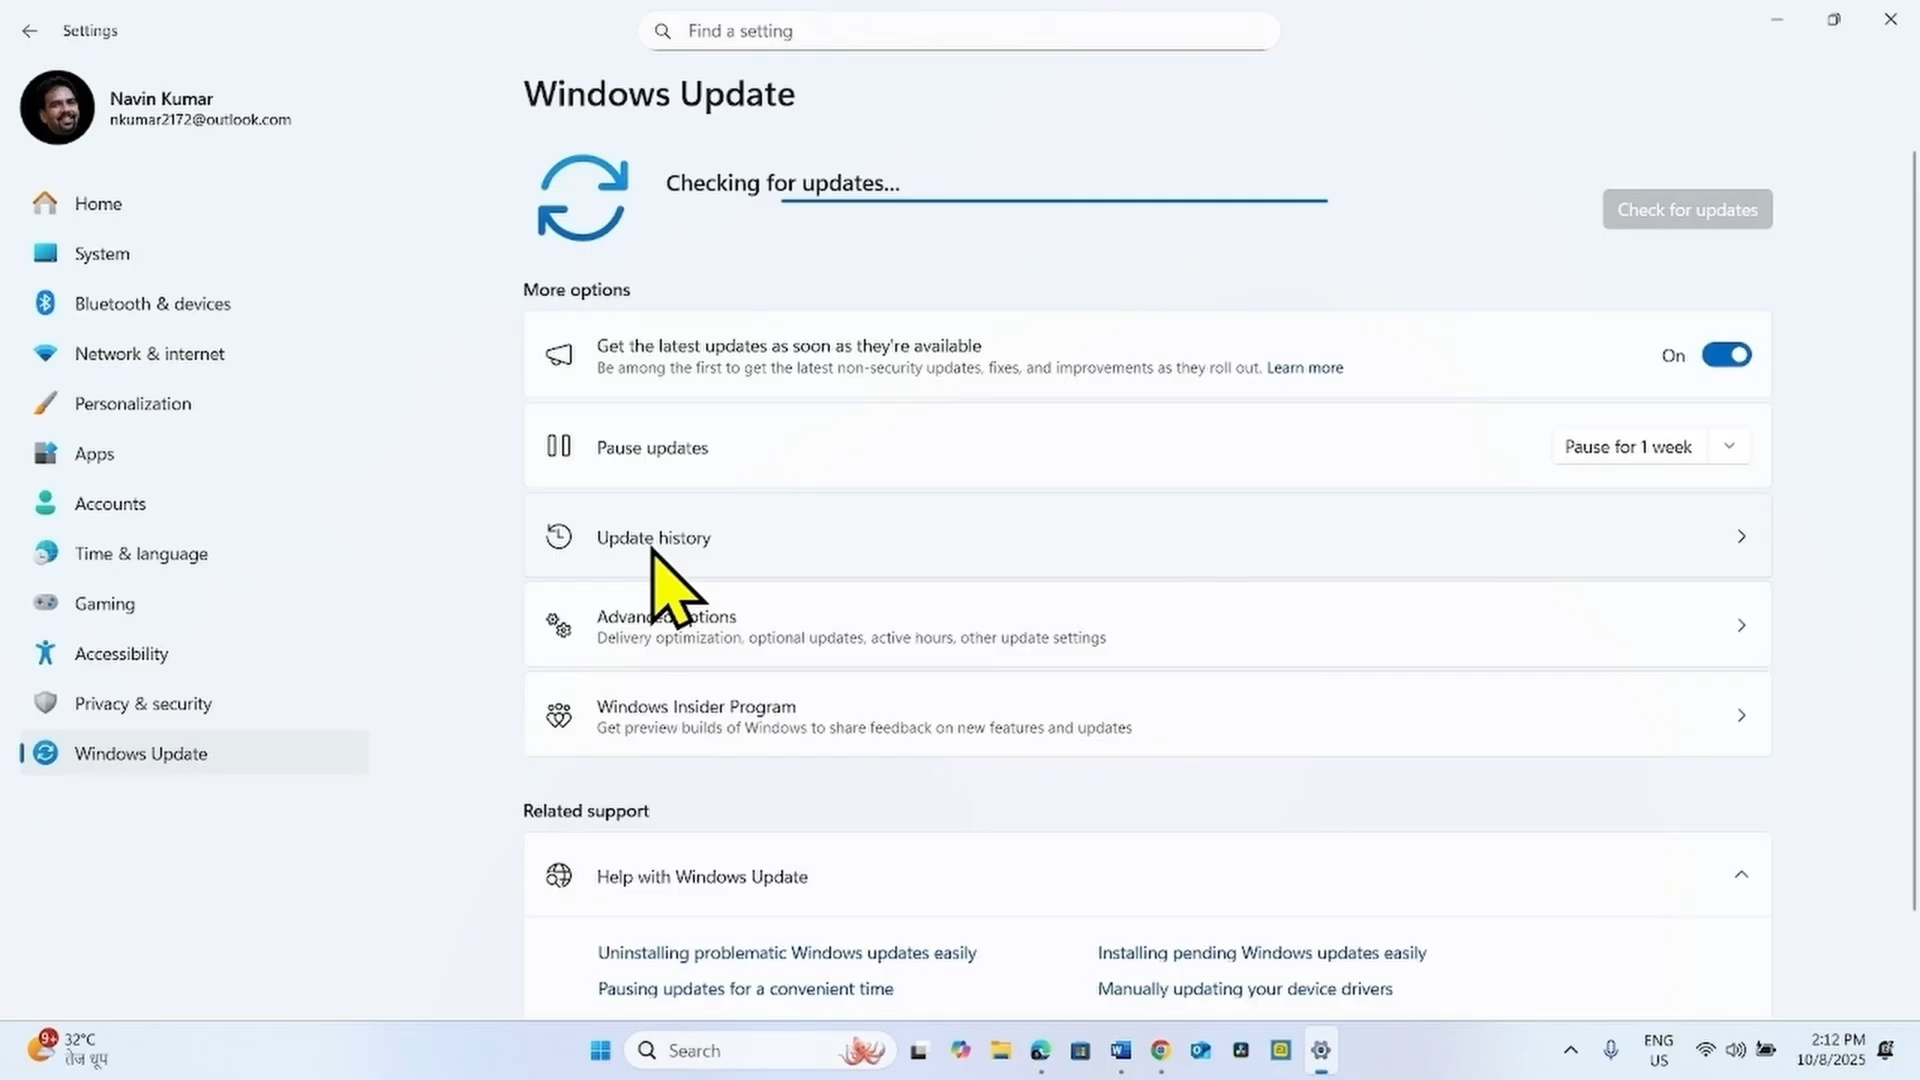 Settings
Find a setting
Navin Kumar
nkumar2172@outlook.com
Home
System
Bluetooth & devices
Network & internet
Personalization
Apps
Accounts
Time & language
Gaming
Accessibility
Privacy & security
Windows Update
Windows Update
Checking for updates...
Check for updates
More options
Get the latest updates as soon as they're available
Be among the first to get the latest non-security updates, fixes, and improvements as they roll out. Learn more
On
Pause updates
Pause for 1 week
Update history
Advanced options
Delivery optimization, optional updates, active hours, other update settings
Windows Insider Program
Get preview builds of Windows to share feedback on new features and updates
Related support
Help with Windows Update
Uninstalling problematic Windows updates easily
Installing pending Windows updates easily
Pausing updates for a convenient time
Manually updating your device drivers
9+
32°C
तेज धूप
Search
ENG
US
2:12 PM
10/8/2025